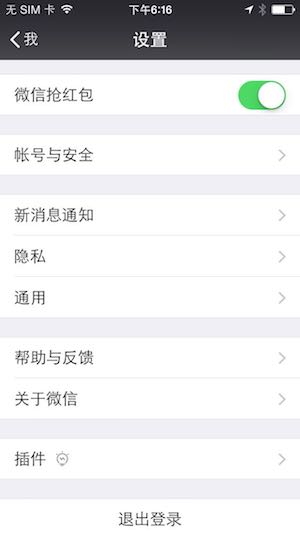 无 SIM 卡 下午6:16
我 设置
微信抢红包
帐号与安全
新消息通知
隐私
通用
帮助与反馈
关于微信
插件
退出登录